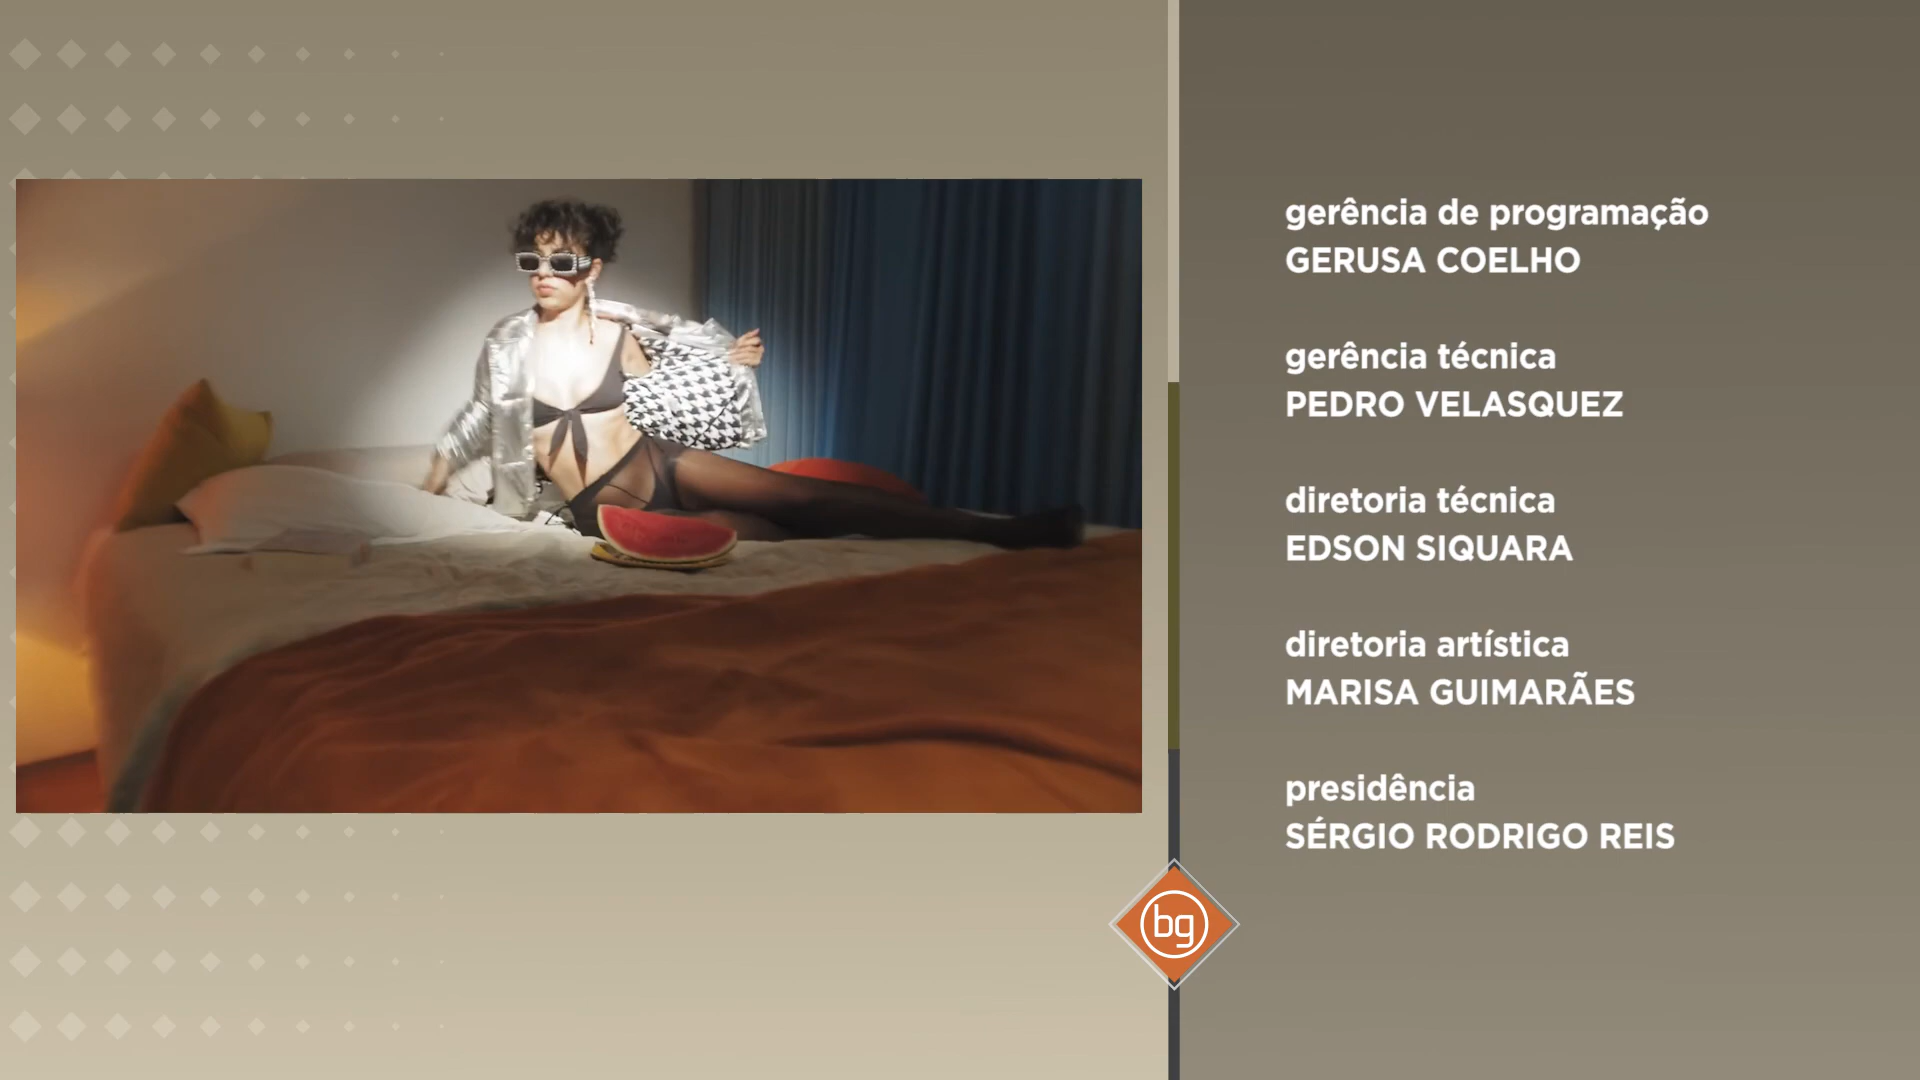 gerência de programação
GERUSA COELHO
gerência técnica
PEDRO VELASQUEZ
diretoria técnica
EDSON SIQUARA
diretoria artística
MARISA GUIMARÃES
presidência
SÉRGIO RODRIGO REIS
bg